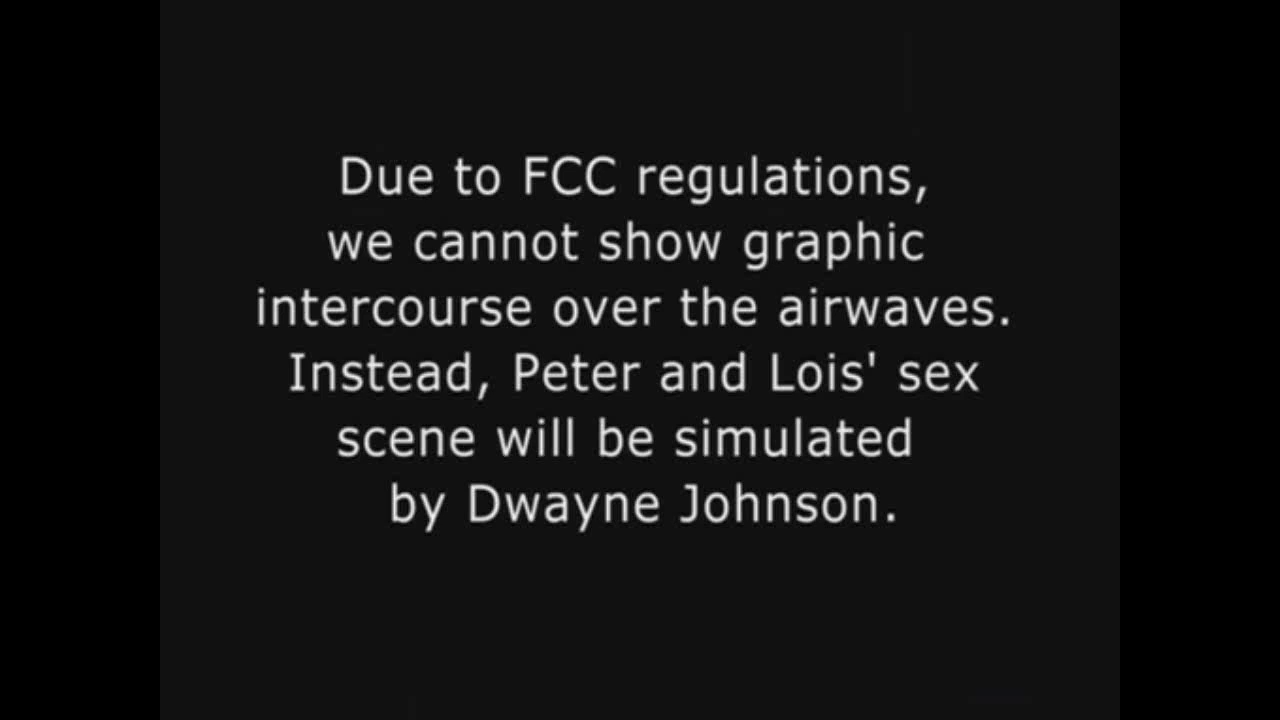 Due to FCC regulations,
we cannot show graphic
intercourse over the airwaves.
Instead, Peter and Lois' sex
scene will be simulated
by Dwayne Johnson.